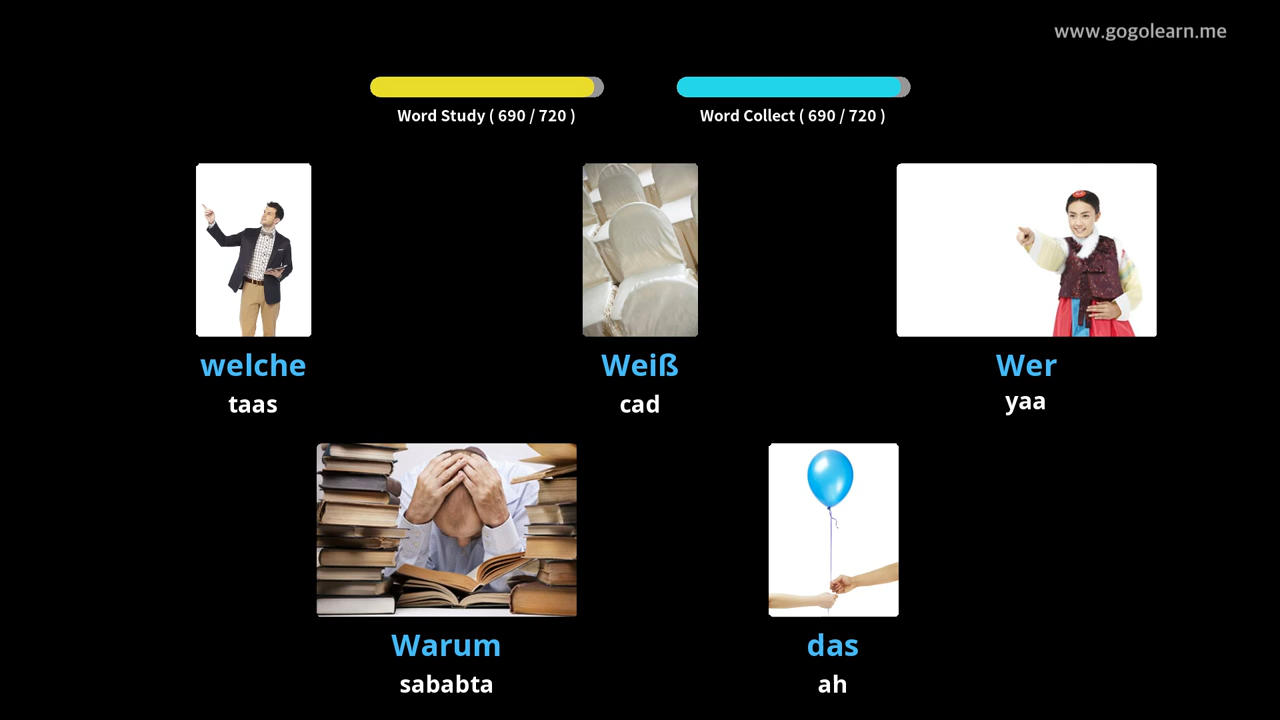 www.gogolearn.me
Word Study ( 690 / 720 )
Word Collect ( 690 / 720 )
welche
taas
Weiß
cad
Wer
yaa
Warum
sababta
das
ah